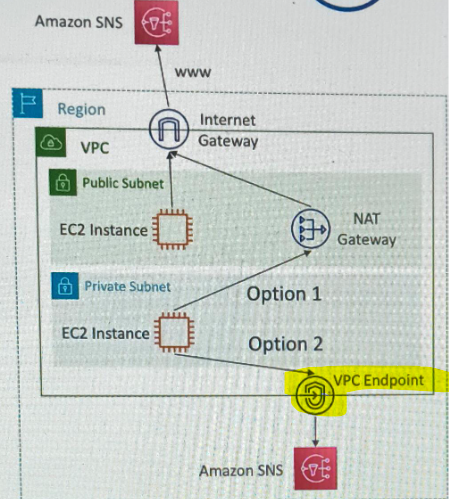 Amazon SNS
www
Region
Internet
Gateway
VPC
Public Subnet
EC2 Instance
NAT
Gateway
Private Subnet
Option 1
EC2 Instance
Option 2
VPC Endpoint
Amazon SNS